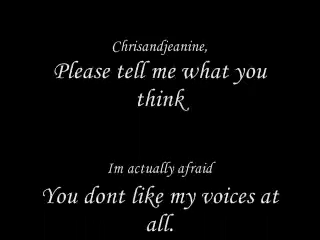 Chrisandjeanine,
Please tell me what you
think
Im actually afraid
You dont like my voices at
all.